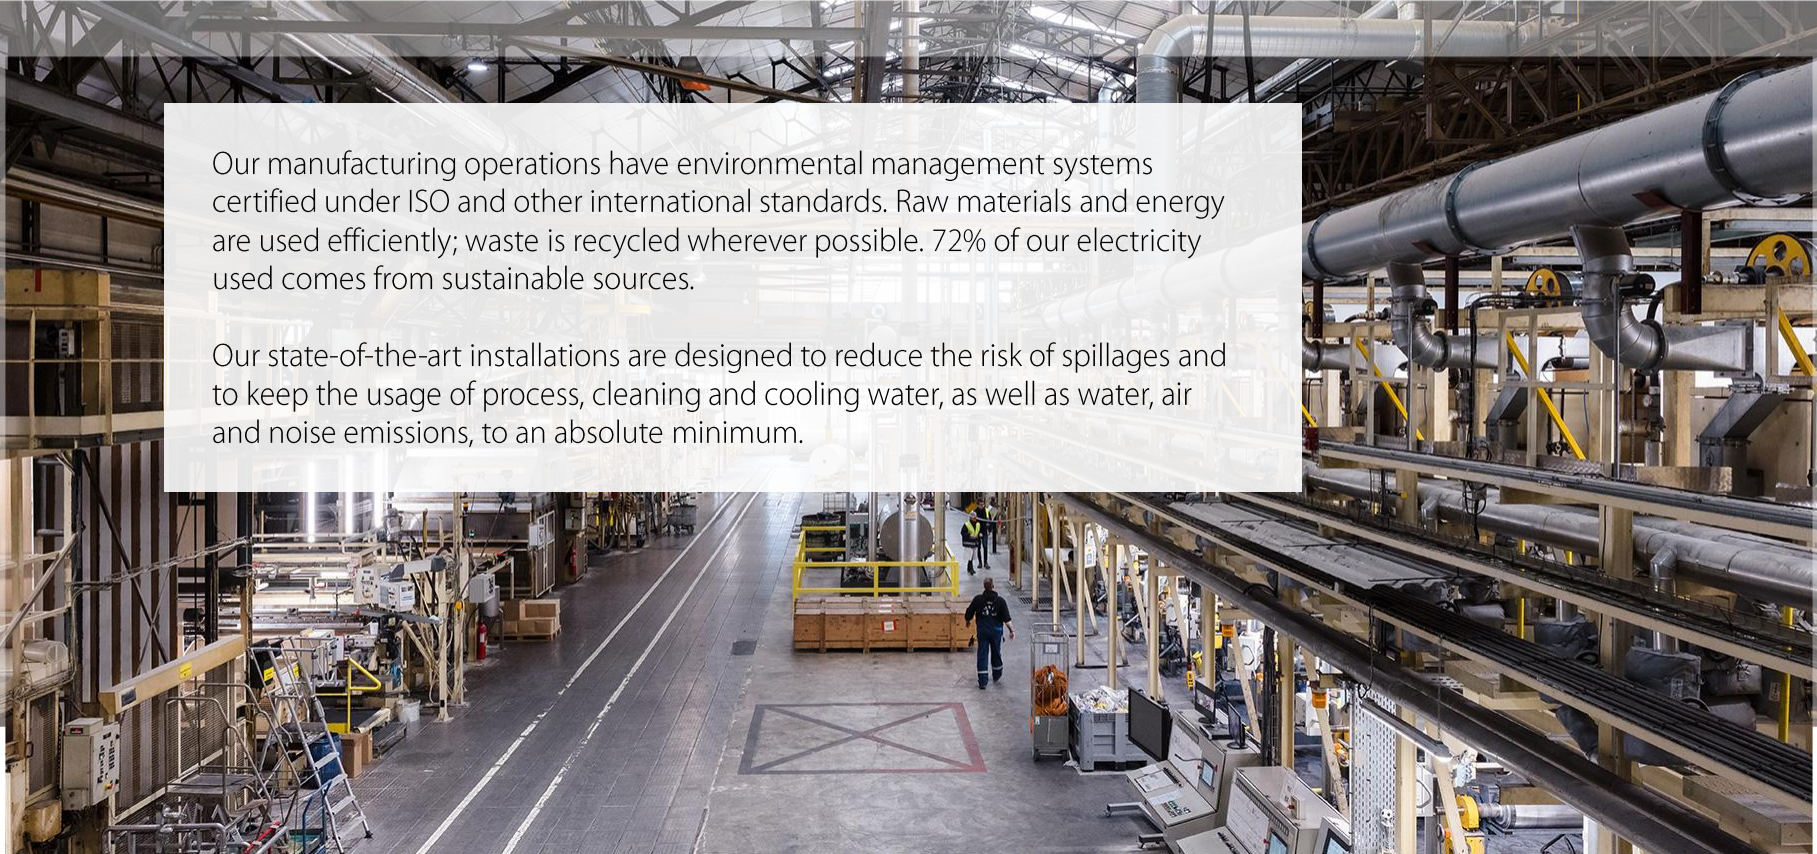 Our manufacturing operations have environmental management systems
certified under ISO and other international standards. Raw materials and energy
are used efficiently; waste is recycled wherever possible. 72% of our electricity
used comes from sustainable sources.
Our state-of-the-art installations are designed to reduce the risk of spillages and
to keep the usage of process, cleaning and cooling water, as well as water, air
and noise emissions, to an absolute minimum.